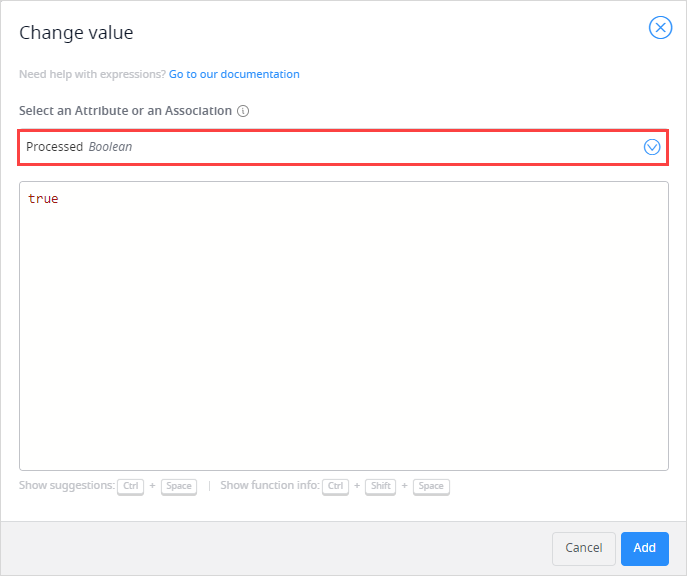 Change value
Need help with expressions? Go to our documentation
Select an Attribute or an Association
Processed Boolean
true
Show suggestions: Ctrl + Space | Show function info: Ctrl + Shift + Space
Cancel Add